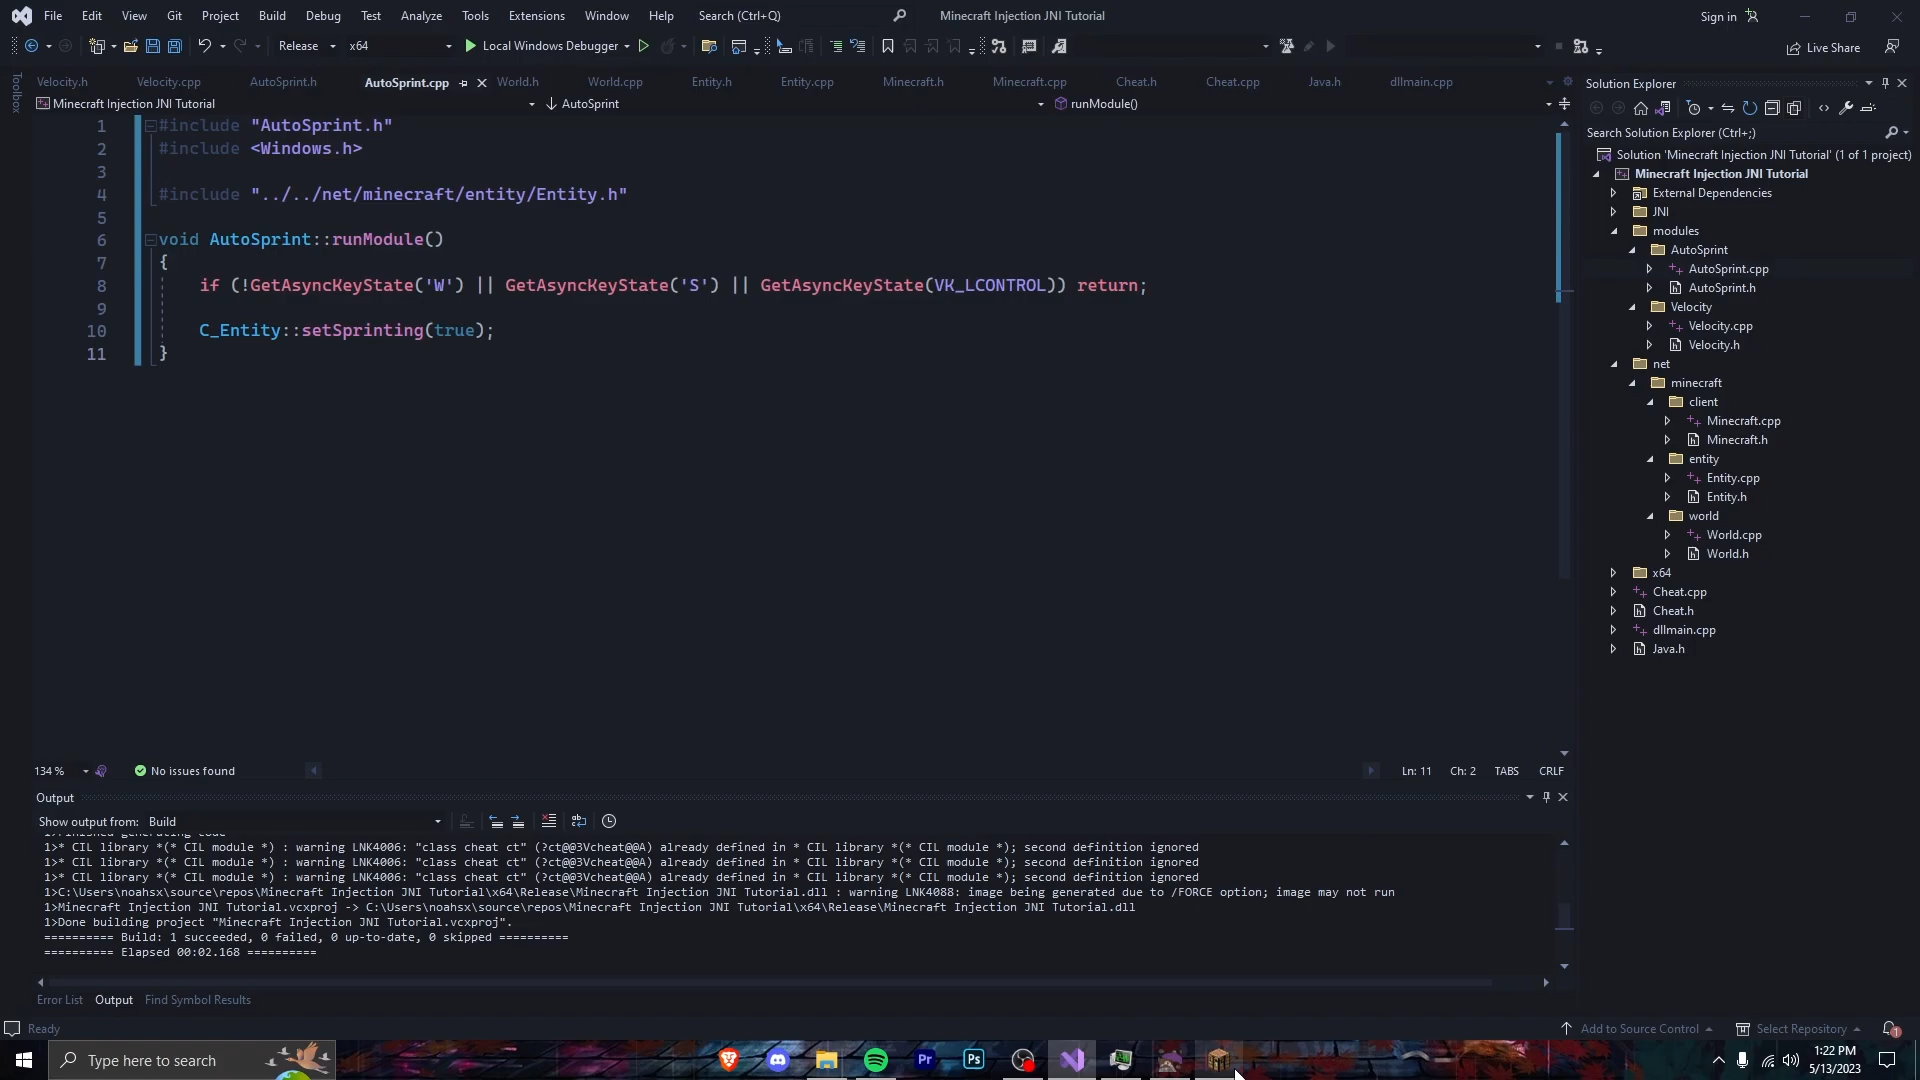 File Edit View Git Project Build Debug Test Analyze Tools Extensions Window Help Search (Ctrl+Q) Minecraft Injection JNI Tutorial Sign in
Release x64 Local Windows Debugger Live Share
Toolbox
Velocity.h Velocity.cpp AutoSprint.h AutoSprint.cpp World.h World.cpp Entity.h Entity.cpp Minecraft.h Minecraft.cpp Cheat.h Cheat.cpp Java.h dllmain.cpp
Minecraft Injection JNI Tutorial AutoSprint runModule()
1 #include "AutoSprint.h"
2 #include <Windows.h>
3
4 #include "../../net/minecraft/entity/Entity.h"
5
6 void AutoSprint::runModule()
7 {
8 if (!GetAsyncKeyState('W') || GetAsyncKeyState('S') || GetAsyncKeyState(VK_LCONTROL)) return;
9
10 C_Entity::setSprinting(true);
11 }
134 % No issues found Ln: 11 Ch: 2 TABS CRLF
Output
Show output from: Build
1>Finished generating code
1>* CIL library *(* CIL module *) : warning LNK4006: "class cheat ct" (?ct@@3Vcheat@@A) already defined in * CIL library *(* CIL module *); second definition ignored
1>* CIL library *(* CIL module *) : warning LNK4006: "class cheat ct" (?ct@@3Vcheat@@A) already defined in * CIL library *(* CIL module *); second definition ignored
1>* CIL library *(* CIL module *) : warning LNK4006: "class cheat ct" (?ct@@3Vcheat@@A) already defined in * CIL library *(* CIL module *); second definition ignored
1>C:\Users\noahsx\source\repos\Minecraft Injection JNI Tutorial\x64\Release\Minecraft Injection JNI Tutorial.dll : warning LNK4088: image being generated due to /FORCE option; image may not run
1>Minecraft Injection JNI Tutorial.vcxproj -> C:\Users\noahsx\source\repos\Minecraft Injection JNI Tutorial\x64\Release\Minecraft Injection JNI Tutorial.dll
1>Done building project "Minecraft Injection JNI Tutorial.vcxproj".
========== Build: 1 succeeded, 0 failed, 0 up-to-date, 0 skipped ==========
========== Elapsed 00:02.168 ==========
Error List Output Find Symbol Results
Solution Explorer
Search Solution Explorer (Ctrl+;)
Solution 'Minecraft Injection JNI Tutorial' (1 of 1 project)
Minecraft Injection JNI Tutorial
External Dependencies
JNI
modules
AutoSprint
AutoSprint.cpp
AutoSprint.h
Velocity
Velocity.cpp
Velocity.h
net
minecraft
client
Minecraft.cpp
Minecraft.h
entity
Entity.cpp
Entity.h
world
World.cpp
World.h
x64
Cheat.cpp
Cheat.h
dllmain.cpp
Java.h
Ready Add to Source Control Select Repository 1
Type here to search Pr Ps 1:22 PM
5/13/2023